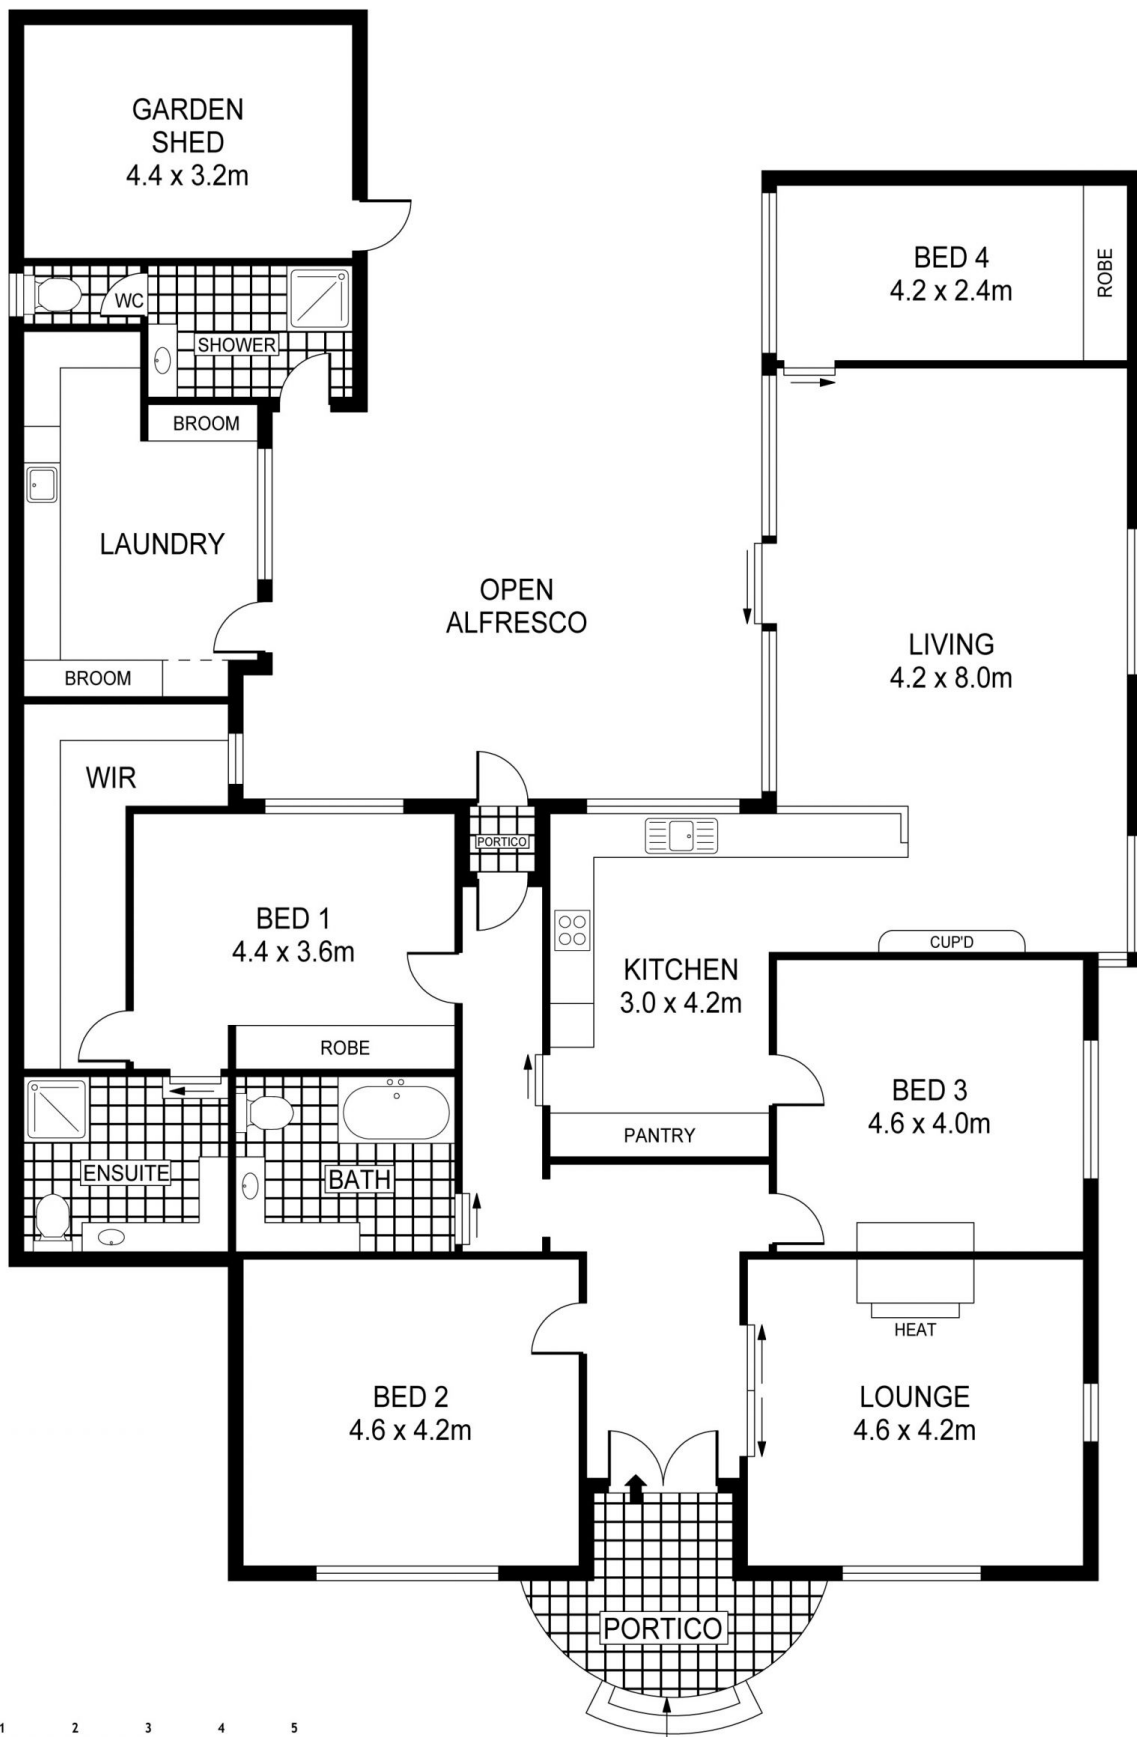 GARDEN
SHED
4.4 x 3.2m
BED 4
4.2 x 2.4m
ROBE
WC
SHOWER
BROOM
LAUNDRY
OPEN
ALFRESCO
LIVING
4.2 x 8.0m
BROOM
WIR
PORTICO
BED 1
4.4 x 3.6m
CUP'D
KITCHEN
3.0 x 4.2m
ROBE
BED 3
4.6 x 4.0m
PANTRY
ENSUITE
BATH
HEAT
BED 2
4.6 x 4.2m
LOUNGE
4.6 x 4.2m
PORTICO
1 2 3 4 5